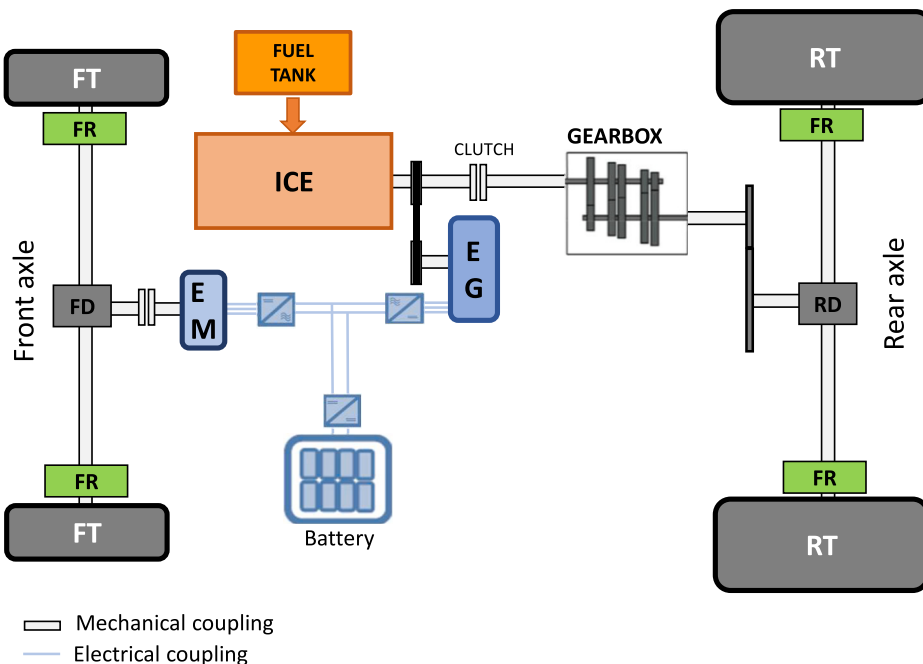 FUEL
TANK
FT
RT
FR
FR
ICE
CLUTCH
GEARBOX
Front axle
Rear axle
E
M
E
G
FD
RD
FR
FR
FT
RT
Battery
Mechanical coupling
Electrical coupling